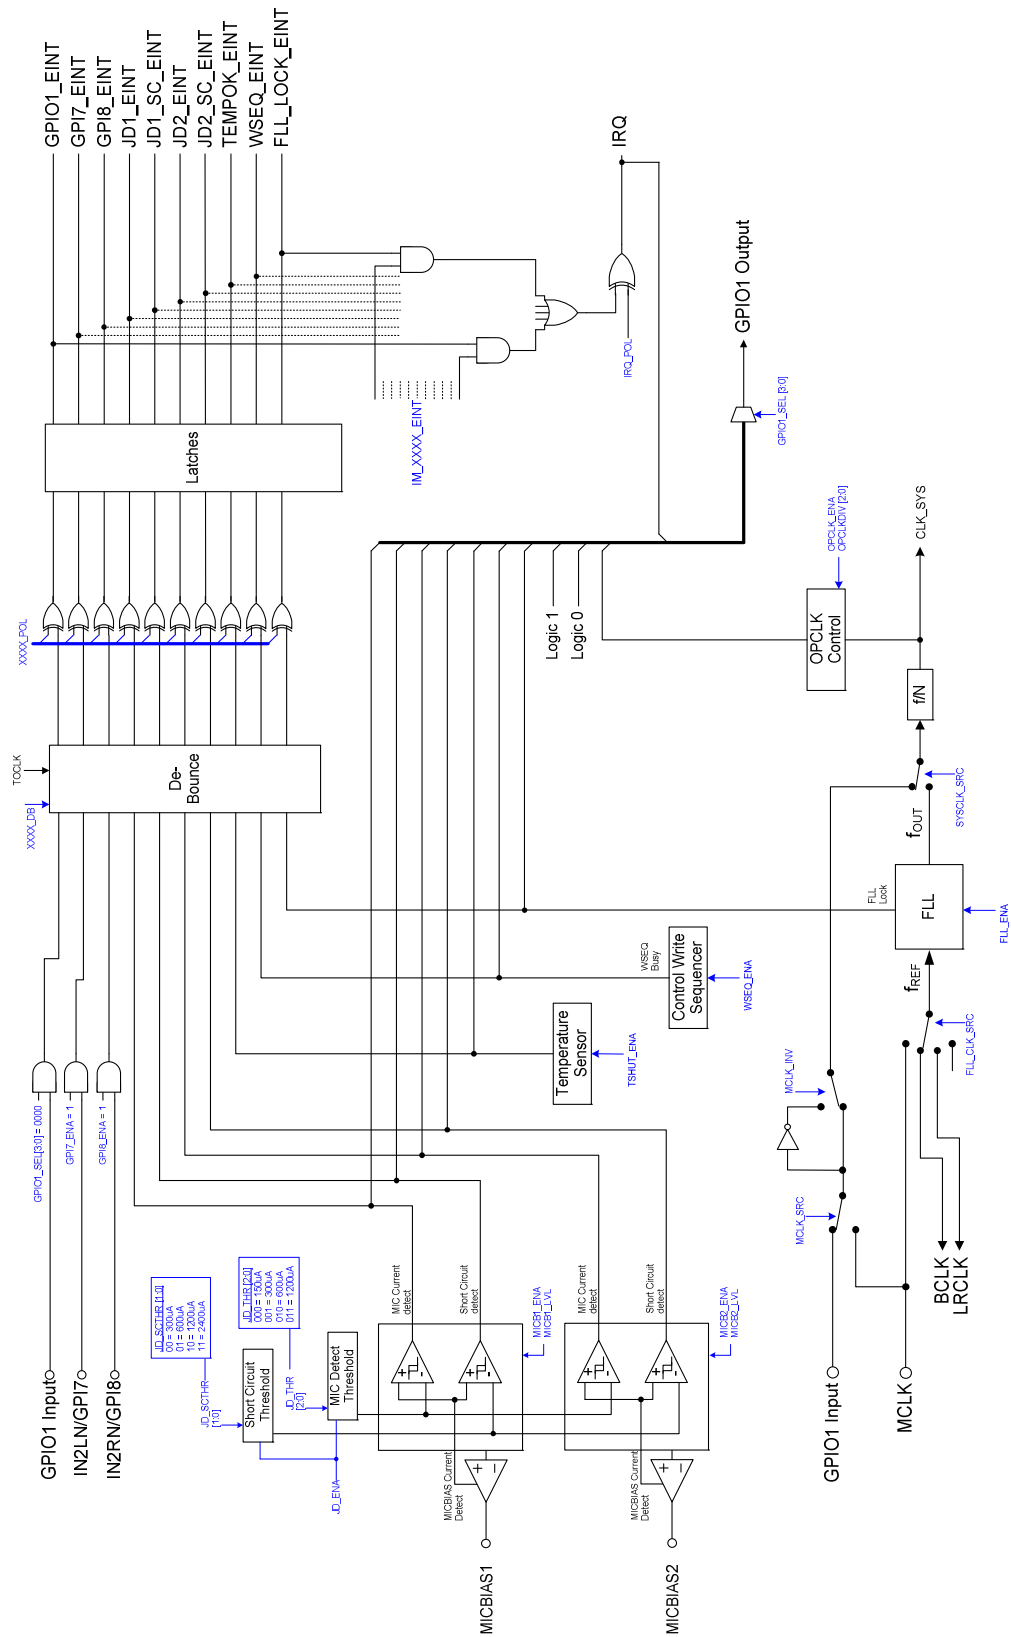 GPIO1_EINT
GPI7_EINT
GPI8_EINT
JD1_EINT
JD1_SC_EINT
JD2_EINT
JD2_SC_EINT
TEMPOK_EINT
WSEQ_EINT
FLL_LOCK_EINT
IRQ
GPIO1 Output
IRQ_POL
GPIO1_SEL [3:0]
IM_XXXX_EINT
Latches
OPCLK_ENA
OPCLKDIV [2:0]
CLK_SYS
XXXX_POL
Logic 1
Logic 0
OPCLK
Control
f/N
TOCLK
XXXX_DB
De-
Bounce
SYSCLK_SRC
fOUT
FLL
Lock
FLL
FLL_ENA
WSEQ
Busy
Control Write
Sequencer
WSEQ_ENA
fREF
Temperature
Sensor
TSHUT_ENA
FLL_CLK_SRC
MCLK_INV
GPIO1_SEL[3:0] = 0000
GPI7_ENA = 1
GPI8_ENA = 1
MCLK_SRC
BCLK
LRCLK
JD_SCTHR [1:0]
00 = 300uA
01 = 600uA
10 = 1200uA
11 = 2400uA
JD_THR [2:0]
000 = 150uA
001 = 300uA
010 = 600uA
011 = 1200uA
MIC Current
detect
Short Circuit
detect
MICB1_ENA
MICB1_LVL
MIC Current
detect
Short Circuit
detect
MICB2_ENA
MICB2_LVL
JD_SCTHR
[1:0]
Short Circuit
Threshold
JD_THR
[2:0]
MIC Detect
Threshold
JD_ENA
GPIO1 Input
IN2LN/GPI7
IN2RN/GPI8
GPIO1 Input
MCLK
MICBIAS Current
Detect
MICBIAS Current
Detect
MICBIAS1
MICBIAS2